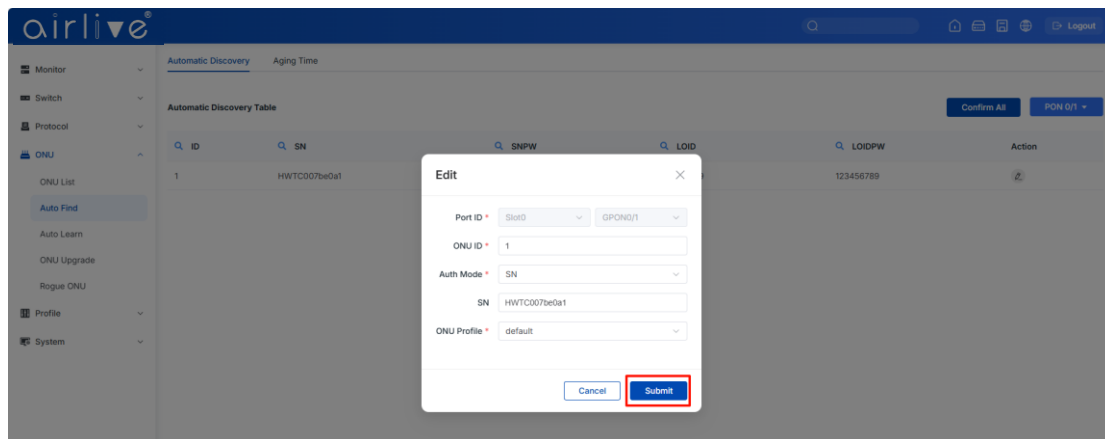 airlive®
Logout
Monitor
Automatic Discovery Aging Time
Switch
Automatic Discovery Table Confirm All PON 0/1
Protocol
ONU
ID SN SNPW LOID LOIDPW Action
1 HWTC007be0a1 123456789
ONU List
Auto Find
Auto Learn
ONU Upgrade
Rogue ONU
Profile
System
Edit
Port ID * Slot0 GPON0/1
ONU ID * 1
Auth Mode * SN
SN HWTC007be0a1
ONU Profile * default
Cancel Submit